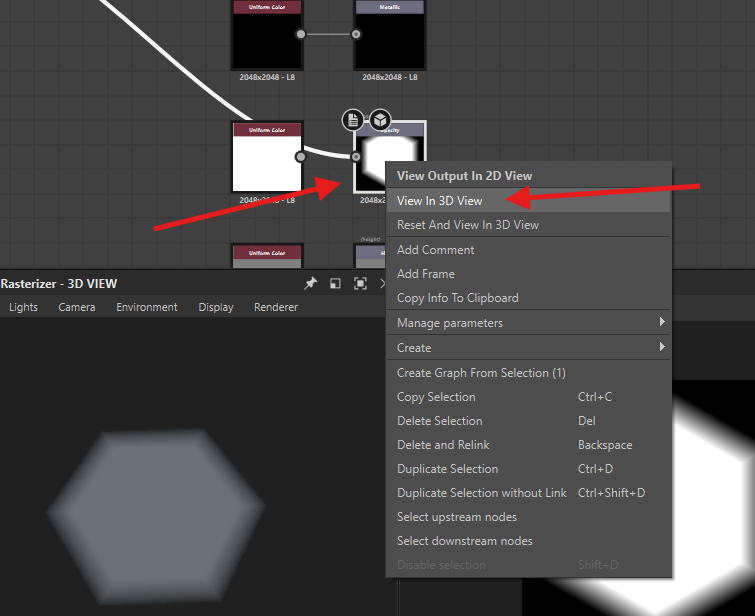 Uniform Color
Metallic
2048x2048 - L8
2048x2048 - L8
Uniform Color
2048x2048 - L8
View Output In 2D View
View In 3D View
Reset And View In 3D View
Add Comment
Add Frame
Copy Info To Clipboard
Manage parameters
Create
Create Graph From Selection (1)
Copy Selection Ctrl+C
Delete Selection Del
Delete and Relink Backspace
Duplicate Selection Ctrl+D
Duplicate Selection without Link Ctrl+Shift+D
Select upstream nodes
Select downstream nodes
Disable selection Shift+D
/height/
Uniform Color
Rasterizer - 3D VIEW
Lights Camera Environment Display Renderer